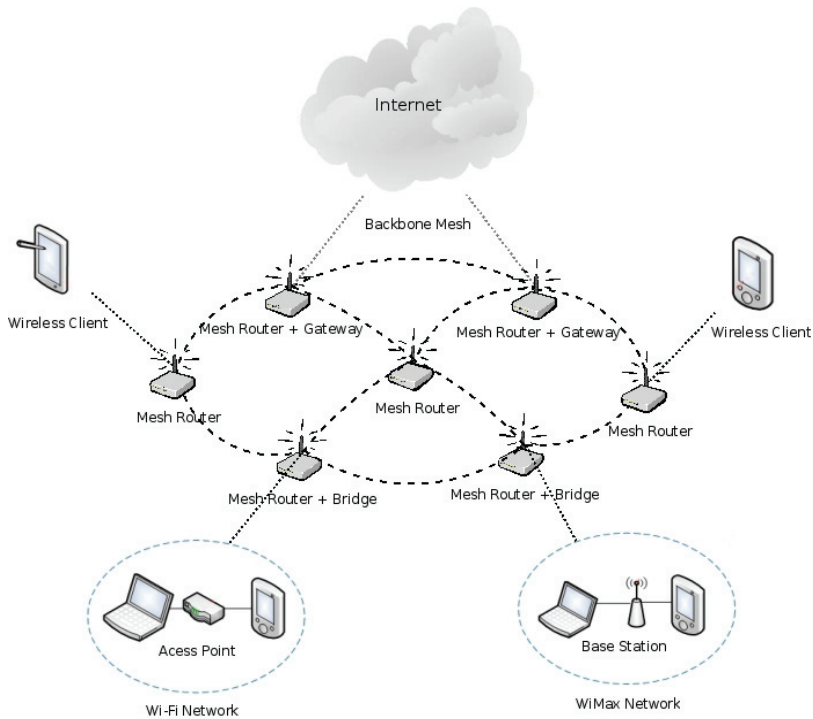 Internet
Backbone Mesh
Wireless Client
Mesh Router + Gateway
Mesh Router + Gateway
Wireless Client
Mesh Router
Mesh Router
Mesh Router
Mesh Router + Bridge
Mesh Router + Bridge
Acess Point
Base Station
Wi-Fi Network
WiMax Network